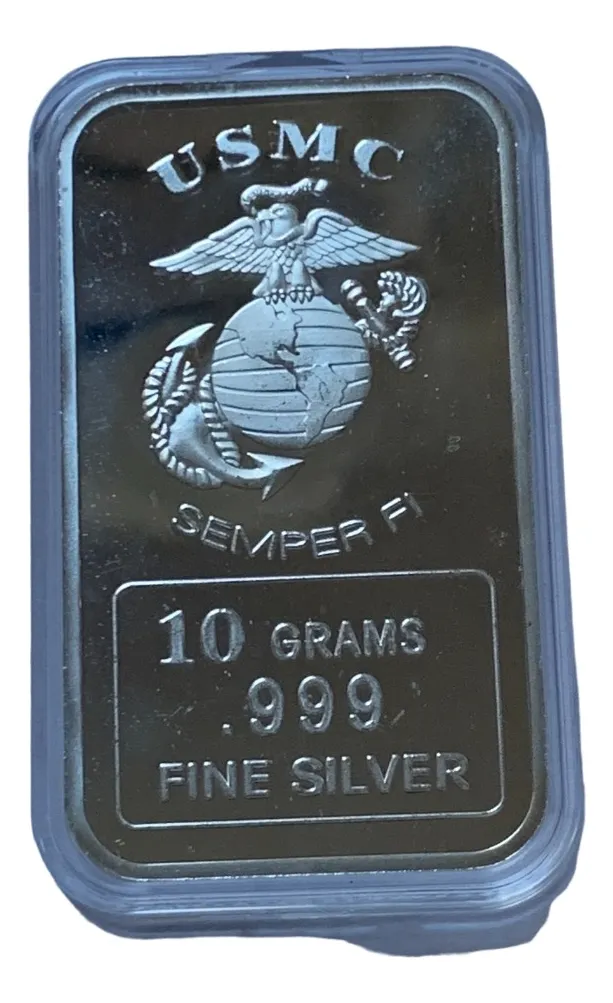 USMC
SEMPER FI
10 GRAMS
.999
FINE SILVER